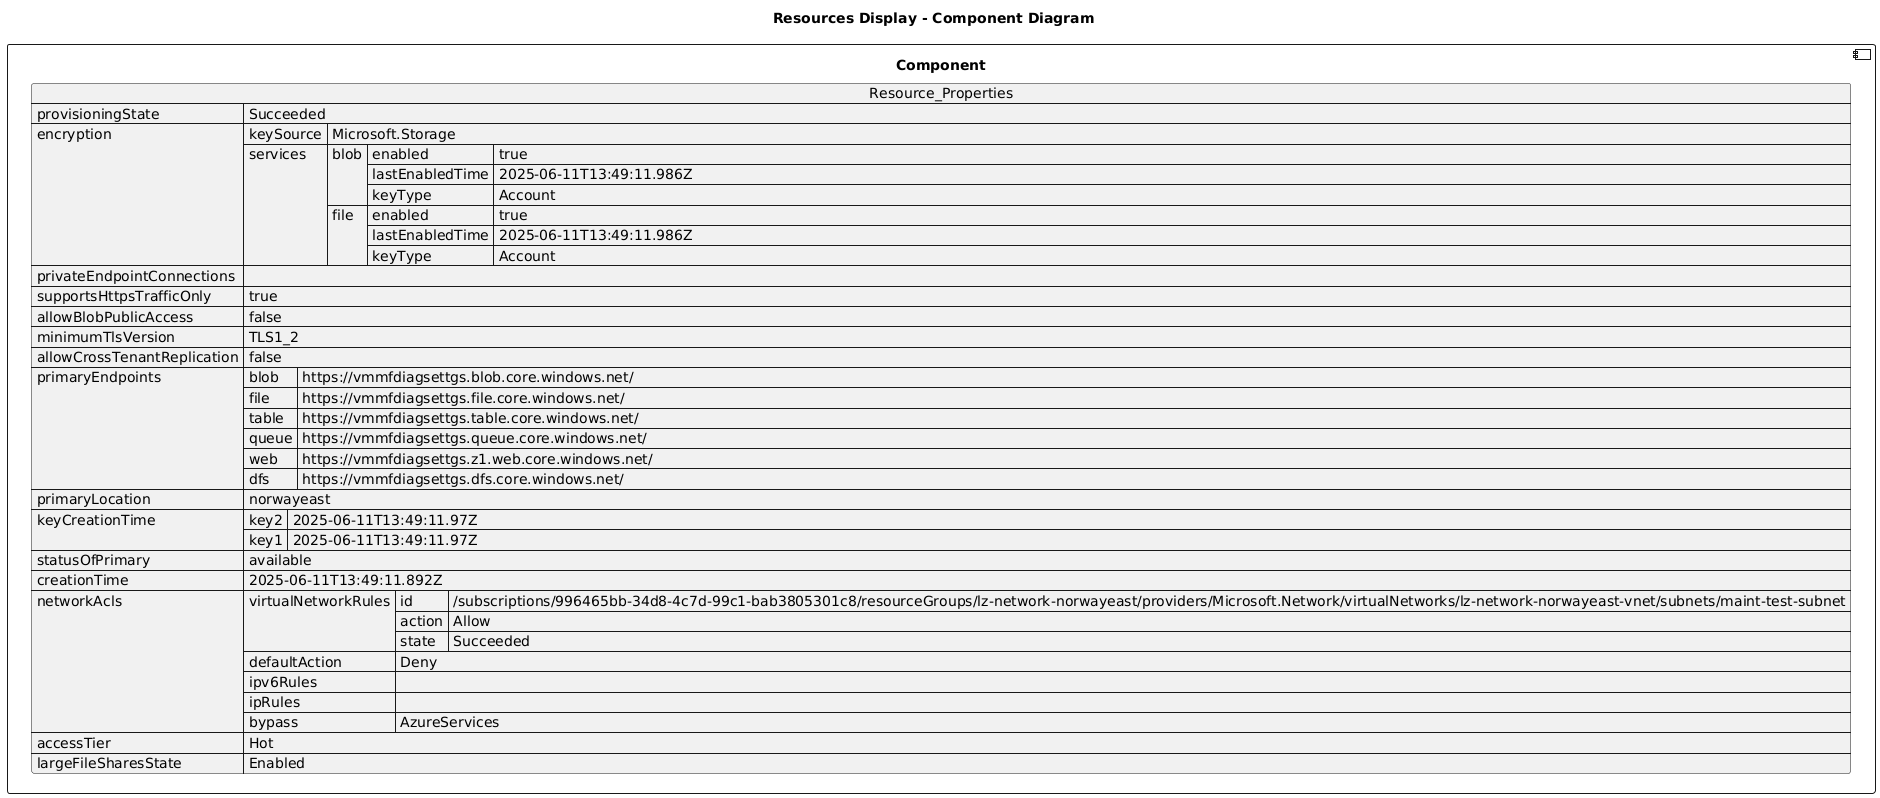 Resources Display - Component Diagram
Component
Resource_Properties
provisioningState Succeeded
encryption keySource Microsoft.Storage
services blob enabled true
lastEnabledTime 2025-06-11T13:49:11.986Z
keyType Account
file enabled true
lastEnabledTime 2025-06-11T13:49:11.986Z
keyType Account
privateEndpointConnections
supportsHttpsTrafficOnly true
allowBlobPublicAccess false
minimumTlsVersion TLS1_2
allowCrossTenantReplication false
primaryEndpoints blob https://vmmfdiagsettgs.blob.core.windows.net/
file https://vmmfdiagsettgs.file.core.windows.net/
table https://vmmfdiagsettgs.table.core.windows.net/
queue https://vmmfdiagsettgs.queue.core.windows.net/
web https://vmmfdiagsettgs.z1.web.core.windows.net/
dfs https://vmmfdiagsettgs.dfs.core.windows.net/
primaryLocation norwayeast
keyCreationTime key2 2025-06-11T13:49:11.97Z
key1 2025-06-11T13:49:11.97Z
statusOfPrimary available
creationTime 2025-06-11T13:49:11.892Z
networkAcls virtualNetworkRules id /subscriptions/996465bb-34d8-4c7d-99c1-bab3805301c8/resourceGroups/lz-network-norwayeast/providers/Microsoft.Network/virtualNetworks/lz-network-norwayeast-vnet/subnets/maint-test-subnet
action Allow
state Succeeded
defaultAction Deny
ipv6Rules
ipRules
bypass AzureServices
accessTier Hot
largeFileSharesState Enabled